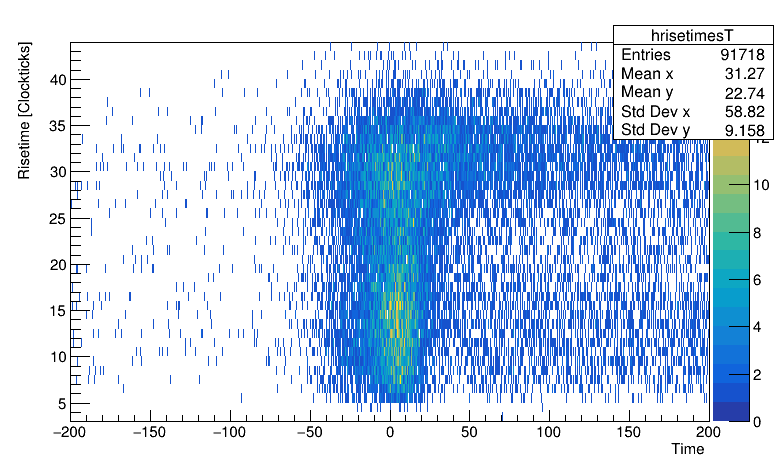 hrisetimesT
Entries 91718
Mean x 31.27
Mean y 22.74
Std Dev x 58.82
Std Dev y 9.158
Risetime [Clockticks]
40
35
30
25
20
15
10
5
12
10
8
6
4
2
0
−200 −150 −100 −50 0 50 100 150 200
Time